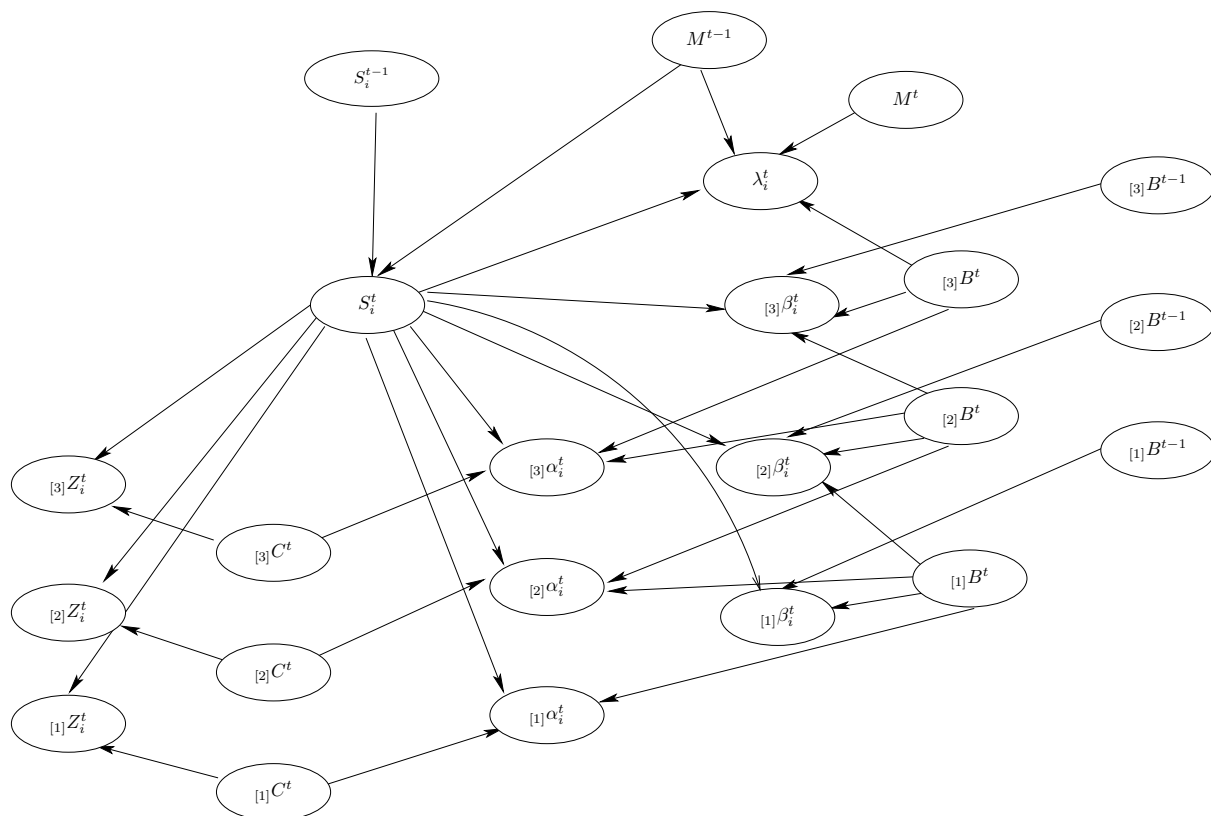 M^{t−1}
S_i^{t−1}
M^t
λ_i^t
[3]B^{t−1}
[3]B^t
S_i^t
[3]β_i^t
[2]B^{t−1}
[2]B^t
[1]B^{t−1}
[3]α_i^t
[2]β_i^t
[3]Z_i^t
[3]C^t
[1]B^t
[2]α_i^t
[2]Z_i^t
[1]β_i^t
[2]C^t
[1]α_i^t
[1]Z_i^t
[1]C^t